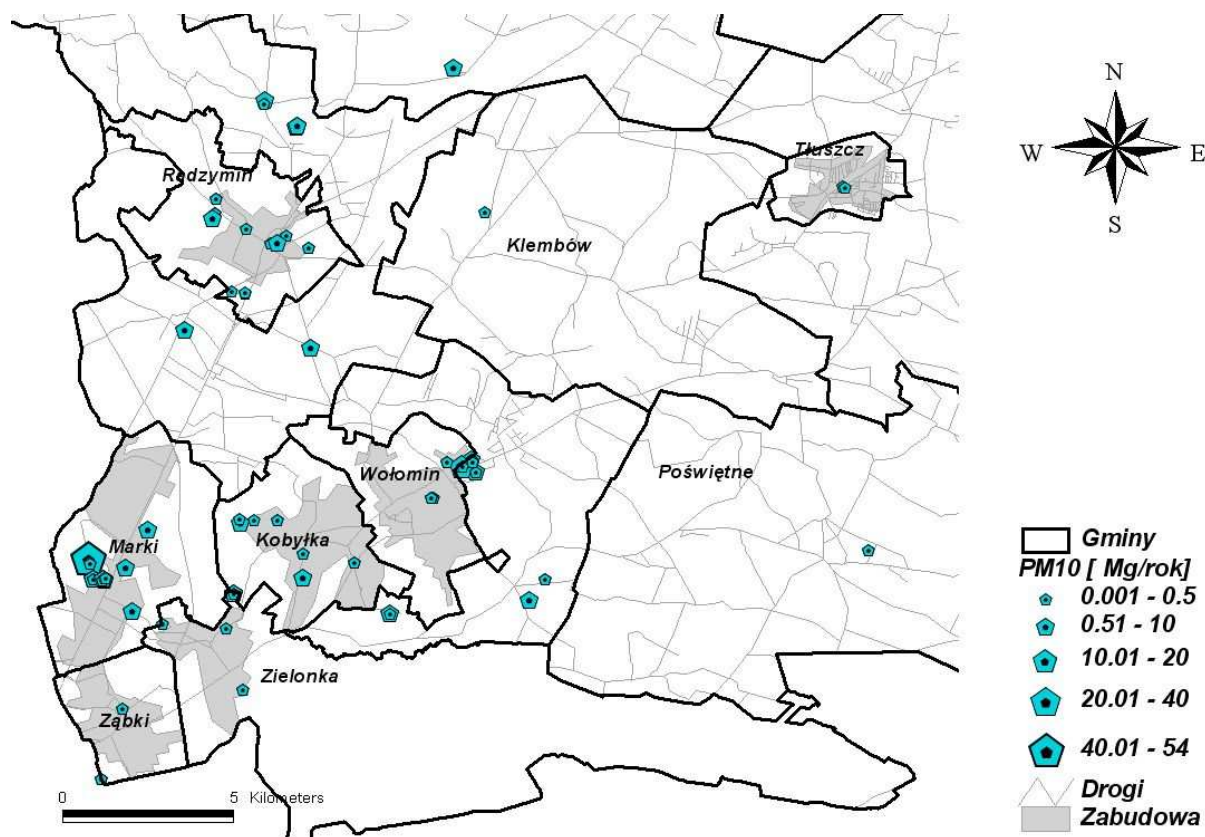 Tłuszcz
Radzymin
Klembów
Wołomin
Poświętne
Kobyłka
Marki
Zielonka
Ząbki
0 5 Kilometers
N
W E
S
Gminy
PM10 [ Mg/rok]
0.001 - 0.5
0.51 - 10
10.01 - 20
20.01 - 40
40.01 - 54
Drogi
Zabudowa